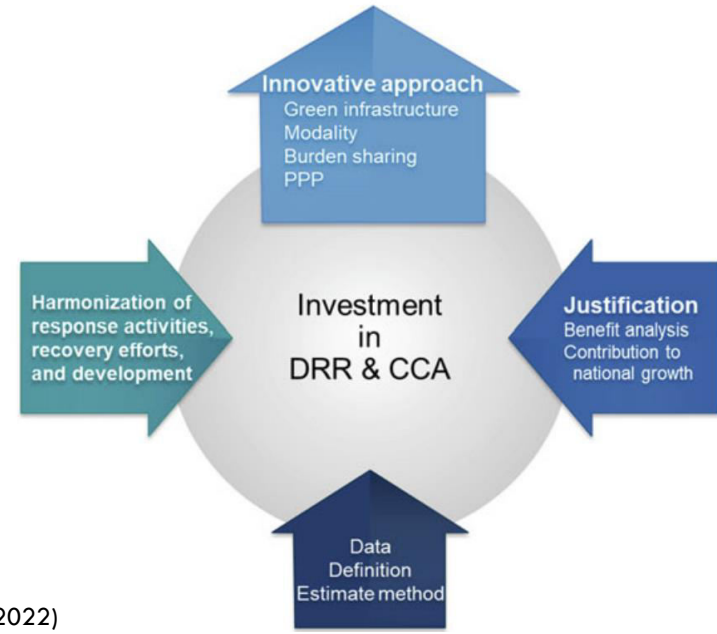 Innovative approach
Green infrastructure
Modality
Burden sharing
PPP
Harmonization of
response activities,
recovery efforts,
and development
Investment
in
DRR & CCA
Justification
Benefit analysis
Contribution to
national growth
Data
Definition
Estimate method
2022)